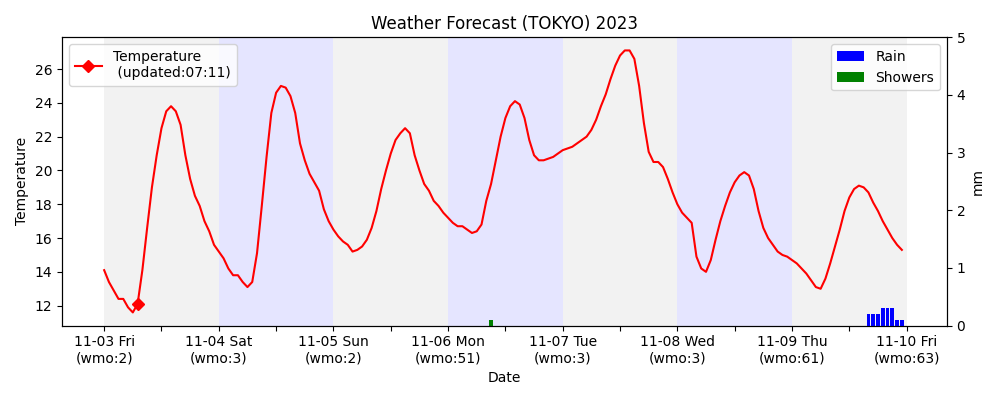 Weather Forecast (TOKYO) 2023
Temperature
(updated:07:11)
Rain
Showers
Temperature
26
24
22
20
18
16
14
12
5
4
3
2
1
0
mm
11-03 Fri 11-04 Sat 11-05 Sun 11-06 Mon 11-07 Tue 11-08 Wed 11-09 Thu 11-10 Fri
(wmo:2) (wmo:3) (wmo:2) (wmo:51) (wmo:3) (wmo:3) (wmo:61) (wmo:63)
Date